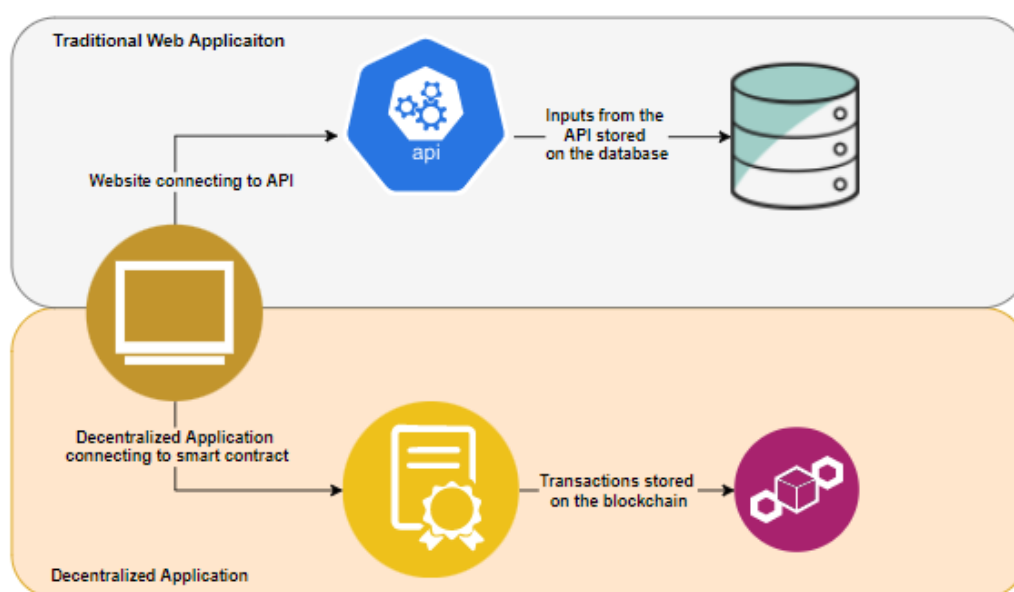 Traditional Web Applicaiton
api
Inputs from the
API stored
on the database
Website connecting to API
Decentralized Application
connecting to smart contract
Transactions stored
on the blockchain
Decentralized Application